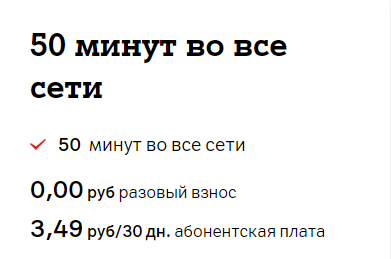 50 минут во все
сети
50 минут во все сети
0,00 руб разовый взнос
3,49 руб/30 дн. абонентская плата